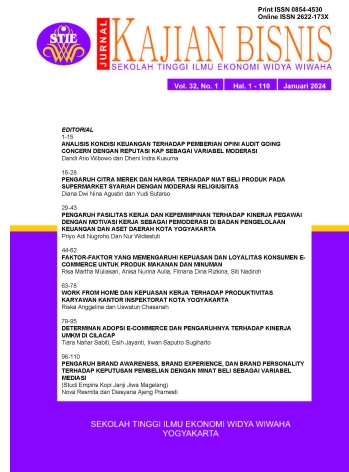 Print ISSN 0854-4530
Online ISSN 2622-173X
STIE
JURNAL
KAJIAN BISNIS
SEKOLAH TINGGI ILMU EKONOMI WIDYA WIWAHA
Vol. 32, No. 1 Hal. 1 - 110 Januari 2024
EDITORIAL
1-15
ANALISIS KONDISI KEUANGAN TERHADAP PEMBERIAN OPINI AUDIT GOING
CONCERN DENGAN REPUTASI KAP SEBAGAI VARIABEL MODERASI
Dandi Ario Wibowo dan Dheni Indra Kusuma
16-28
PENGARUH CITRA MEREK DAN HARGA TERHADAP NIAT BELI PRODUK PADA
SUPERMARKET SYARIAH DENGAN MODERASI RELIGIUSITAS
Diana Dwi Nina Agustin dan Yudi Sutarso
29-43
PENGARUH FASILITAS KERJA DAN KEPEMIMPINAN TERHADAP KINERJA PEGAWAI
DENGAN MOTIVASI KERJA SEBAGAI PEMODERASI DI BADAN PENGELOLAAN
KEUANGAN DAN ASET DAERAH KOTA YOGYAKARTA
Priyo Adi Nugroho Dan Nur Widiastuti
44-62
FAKTOR-FAKTOR YANG MEMENGARUHI KEPUASAN DAN LOYALITAS KONSUMEN E-
COMMERCE UNTUK PRODUK MAKANAN DAN MINUMAN
Risa Martha Muliasari, Anisa Nurina Aulia, Fitriana Dina Rizkina, Siti Nadiroh
63-78
WORK FROM HOME DAN KEPUASAN KERJA TERHADAP PRODUKTIVITAS
KARYAWAN KANTOR INSPEKTORAT KOTA YOGYAKARTA
Riska Anggelina dan Uswatun Chasanah
79-95
DETERMINAN ADOPSI E-COMMERCE DAN PENGARUHNYA TERHADAP KINERJA
UMKM DI CILACAP
Tiara Nahar Sabiti, Esih Jayanti, Irwan Saputro Sugiharto
96-110
PENGARUH BRAND AWARENESS, BRAND EXPERIENCE, DAN BRAND PERSONALITY
TERHADAP KEPUTUSAN PEMBELIAN DENGAN MINAT BELI SEBAGAI VARIABEL
MEDIASI
(Studi Empiris Kopi Janji Jiwa Magelang)
Nova Resmita dan Diesyana Ajeng Pramesti
SEKOLAH TINGGI ILMU EKONOMI WIDYA WIWAHA
YOGYAKARTA